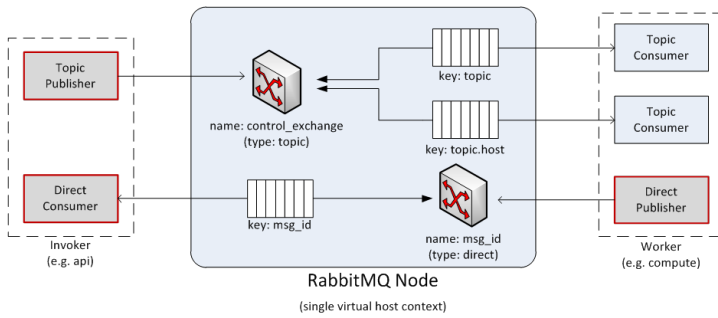 Topic
Publisher
name: control_exchange
(type: topic)
key: topic
Topic
Consumer
key: topic.host
Topic
Consumer
Direct
Consumer
key: msg_id
name: msg_id
(type: direct)
Direct
Publisher
Invoker
(e.g. api)
Worker
(e.g. compute)
RabbitMQ Node
(single virtual host context)